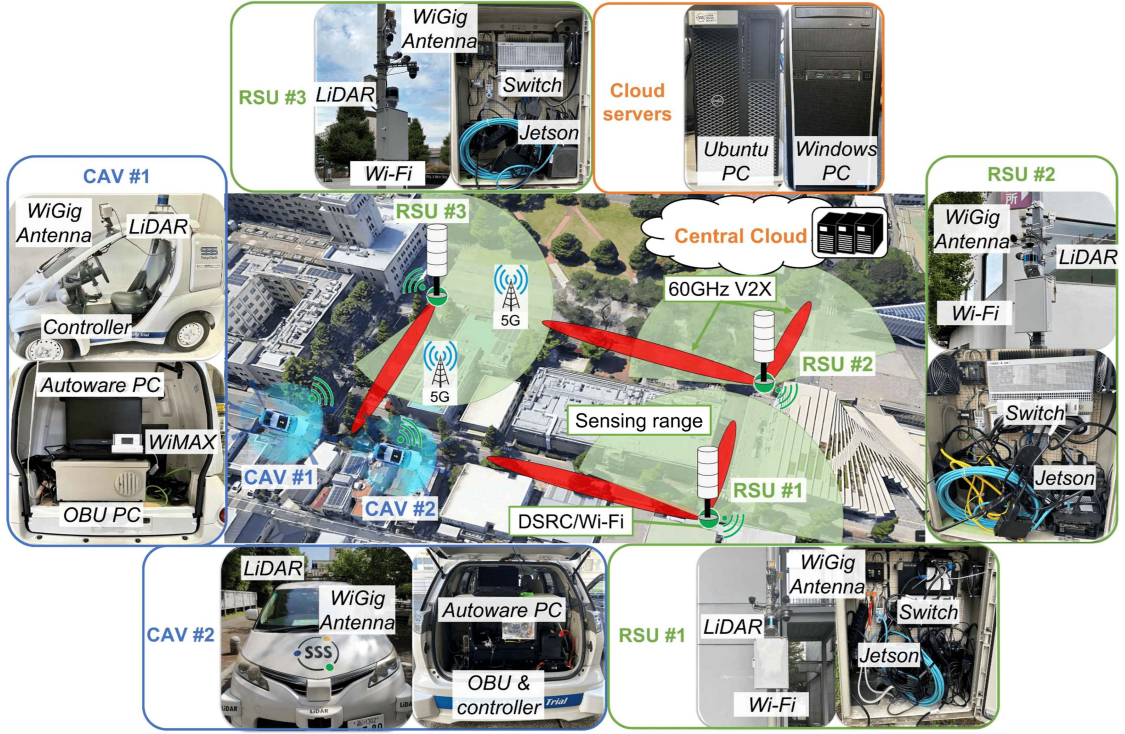 RSU #3
WiGig
Antenna
LiDAR
Switch
Jetson
Wi-Fi
Cloud
servers
DELL
Ubuntu
PC
Windows
PC
CAV #1
WiGig
Antenna
LiDAR
Controller
Autoware PC
WiMAX
OBU PC
RSU #2
WiGig
Antenna
LiDAR
Wi-Fi
Switch
Jetson
RSU #3
Central Cloud
60GHz V2X
5G
5G
RSU #2
Sensing range
CAV #1
CAV #2
RSU #1
DSRC/Wi-Fi
CAV #2
LiDAR
WiGig
Antenna
SSS
LiDAR
LiDAR
Autoware PC
OBU &
controller
Trial
RSU #1
WiGig
Antenna
LiDAR
Switch
Jetson
Wi-Fi